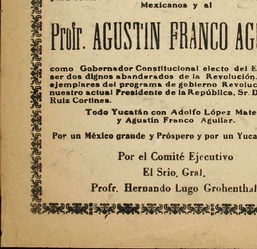 Mexicanos y al
Profr. AGUSTIN FRANCO AG
como Gobernador Constitucional electo del E
ser dos dignos abanderados de la Revolución.
ejemplares del programa de gobierno Revoluc
nuestro actual Presidente de la República, Sr. D
Ruiz Cortines.
Todo Yucatán con Adolfo López Mate
y Agustín Franco Aguilar.
Por un México grande y Próspero y por un Yuca
Por el Comité Ejecutivo
El Srio. Gral.
Profr. Hernando Lugo Grohenthal